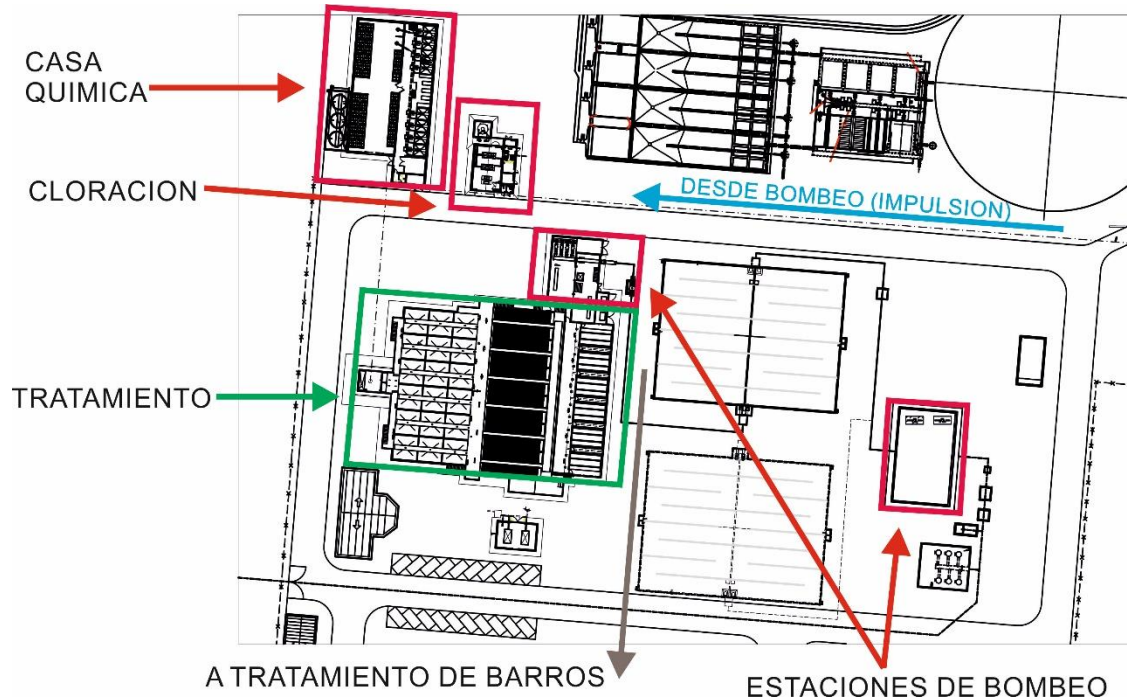 CASA
QUIMICA
CLORACION
DESDE BOMBEO (IMPULSION)
TRATAMIENTO
A TRATAMIENTO DE BARROS
ESTACIONES DE BOMBEO